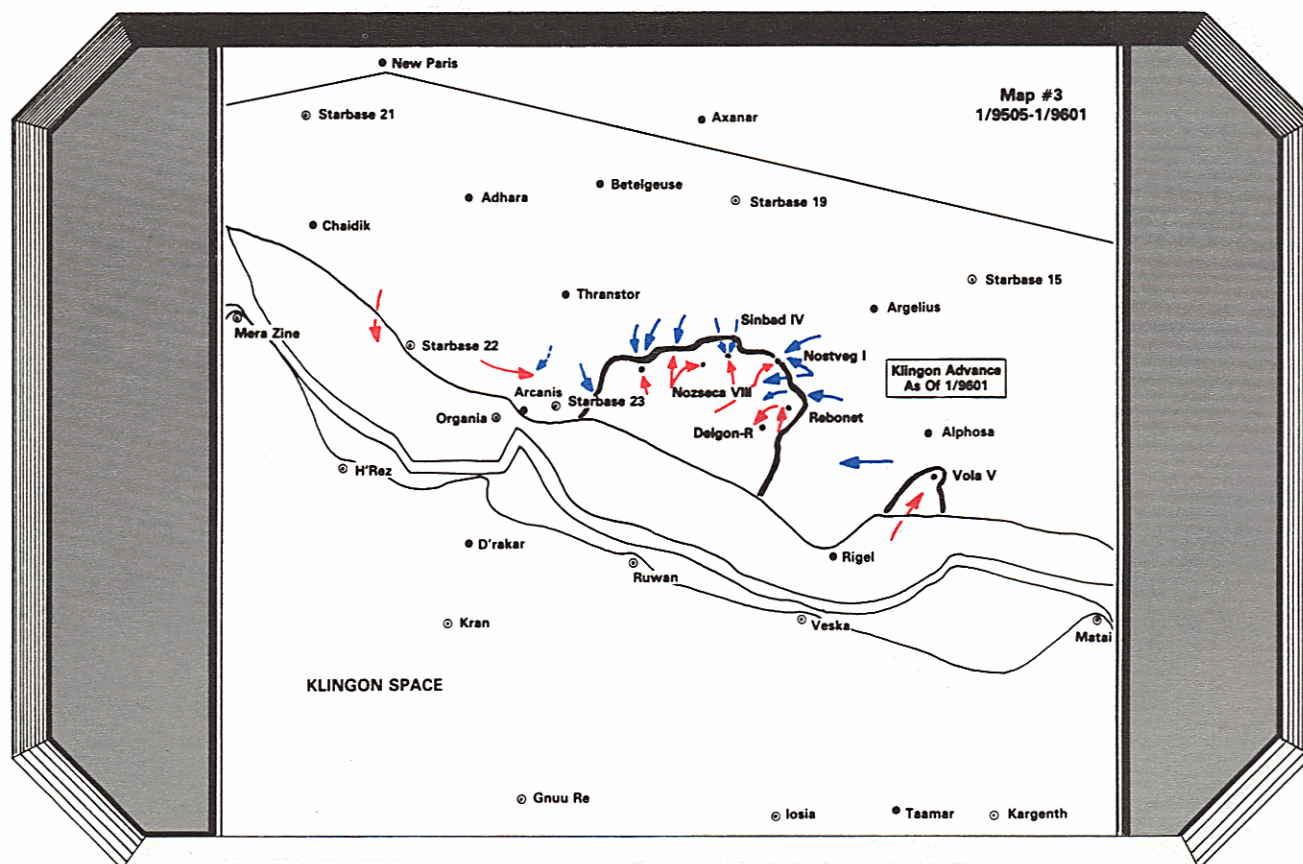 New Paris
Map #3
1/9505-1/9601
Starbase 21
Axanar
Adhara
Betelgeuse
Starbase 19
Chaidik
Starbase 15
Thranstor
Argelius
Sinbad IV
Mera Zine
Starbase 22
Nostveg I
Klingon Advance
As Of 1/9601
Arcanis
Nozseca VIII
Starbase 23
Organia
Rebonet
Delgon-R
Alphosa
H'Rez
Vola V
D'rakar
Rigel
Ruwan
Kran
Veska
Matai
KLINGON SPACE
Gnuu Re
Iosia
Taamar
Kargenth